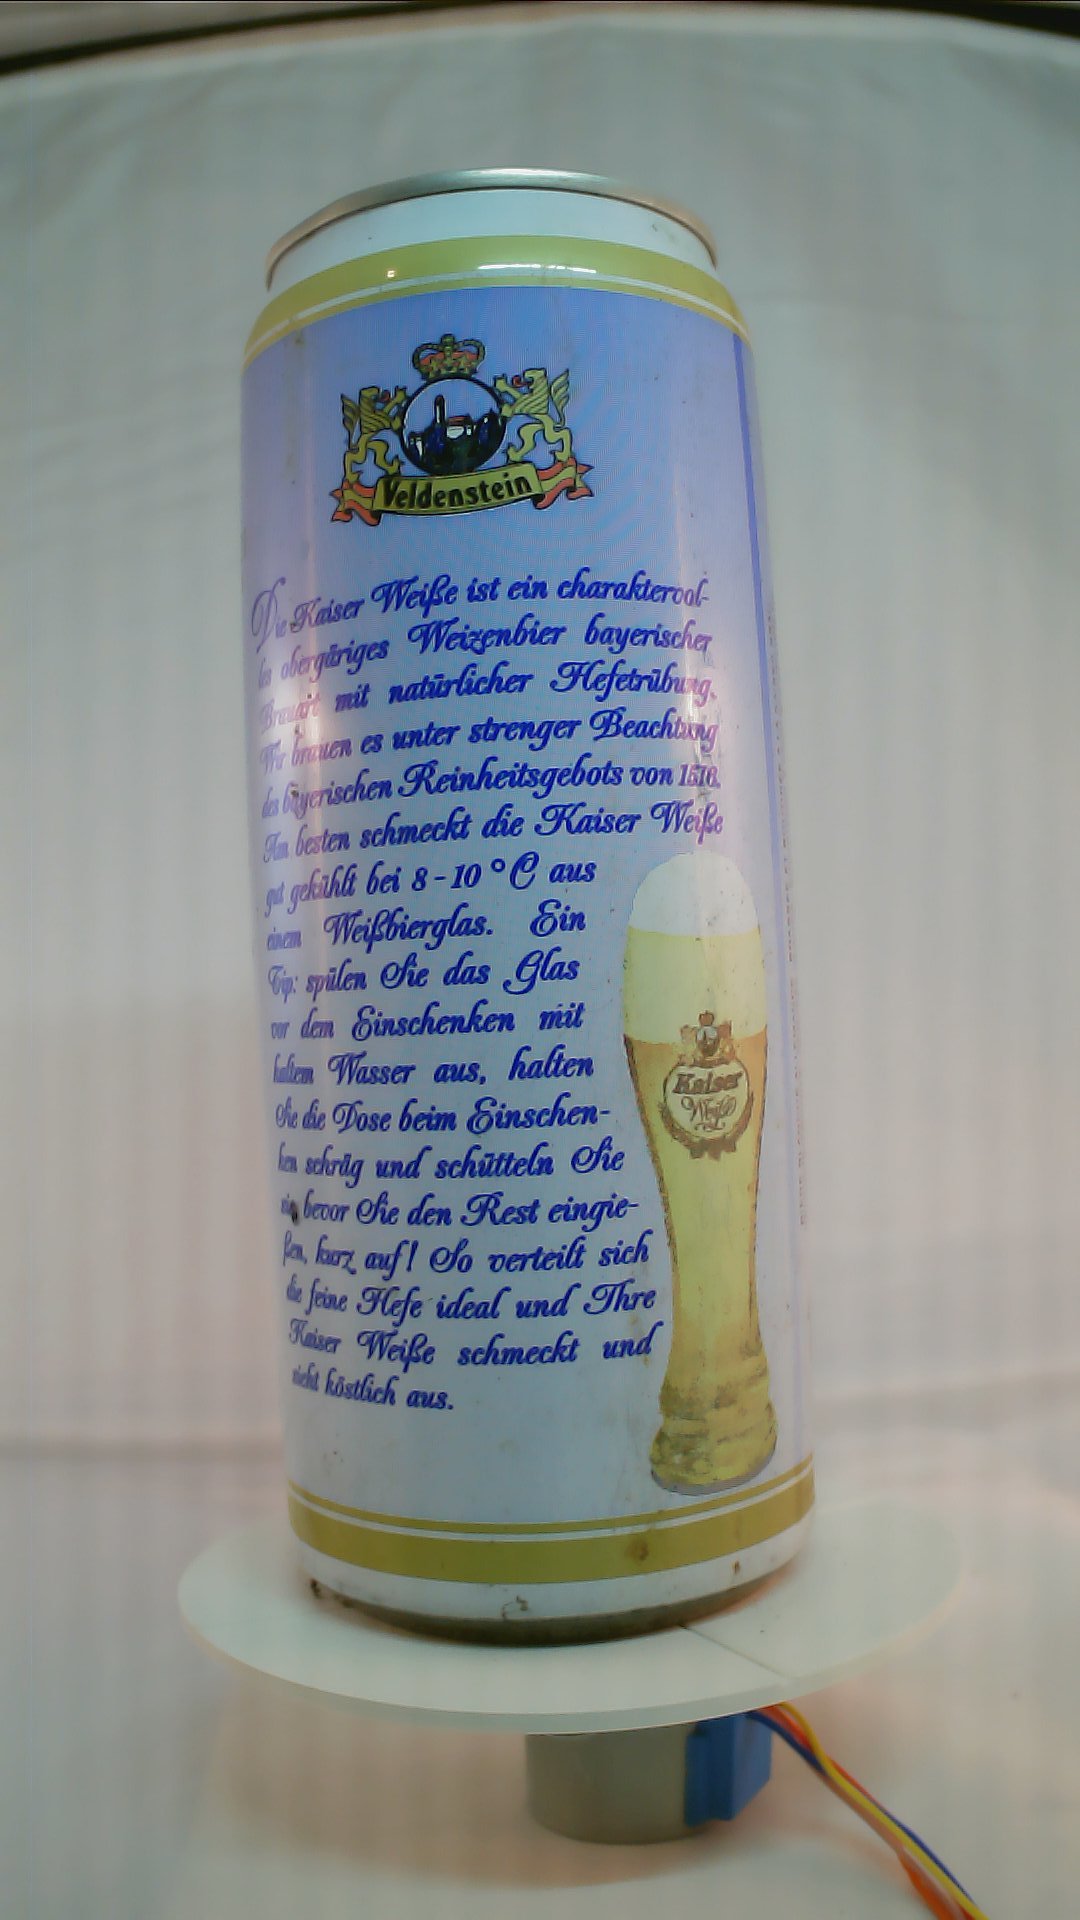 Veldenstein
Die Kaiser Weiße ist ein charaktervol-
les obergäriges Weizenbier bayerischer
Brauart mit natürlicher Hefetrübung.
Wir brauen es unter strenger Beachtung
des bayerischen Reinheitsgebots von 1516.
Am besten schmeckt die Kaiser Weiße
gut gekühlt bei 8-10 °C aus
einem Weißbierglas. Ein
Tip: spülen Sie das Glas
vor dem Einschenken mit
kaltem Wasser aus, halten
Sie die Dose beim Einschen-
ken schräg und schütteln Sie
sie, bevor Sie den Rest eingie-
ßen, kurz auf! So verteilt sich
die feine Hefe ideal und Ihre
Kaiser Weiße schmeckt und
sieht köstlich aus.
Kaiser
Weiße